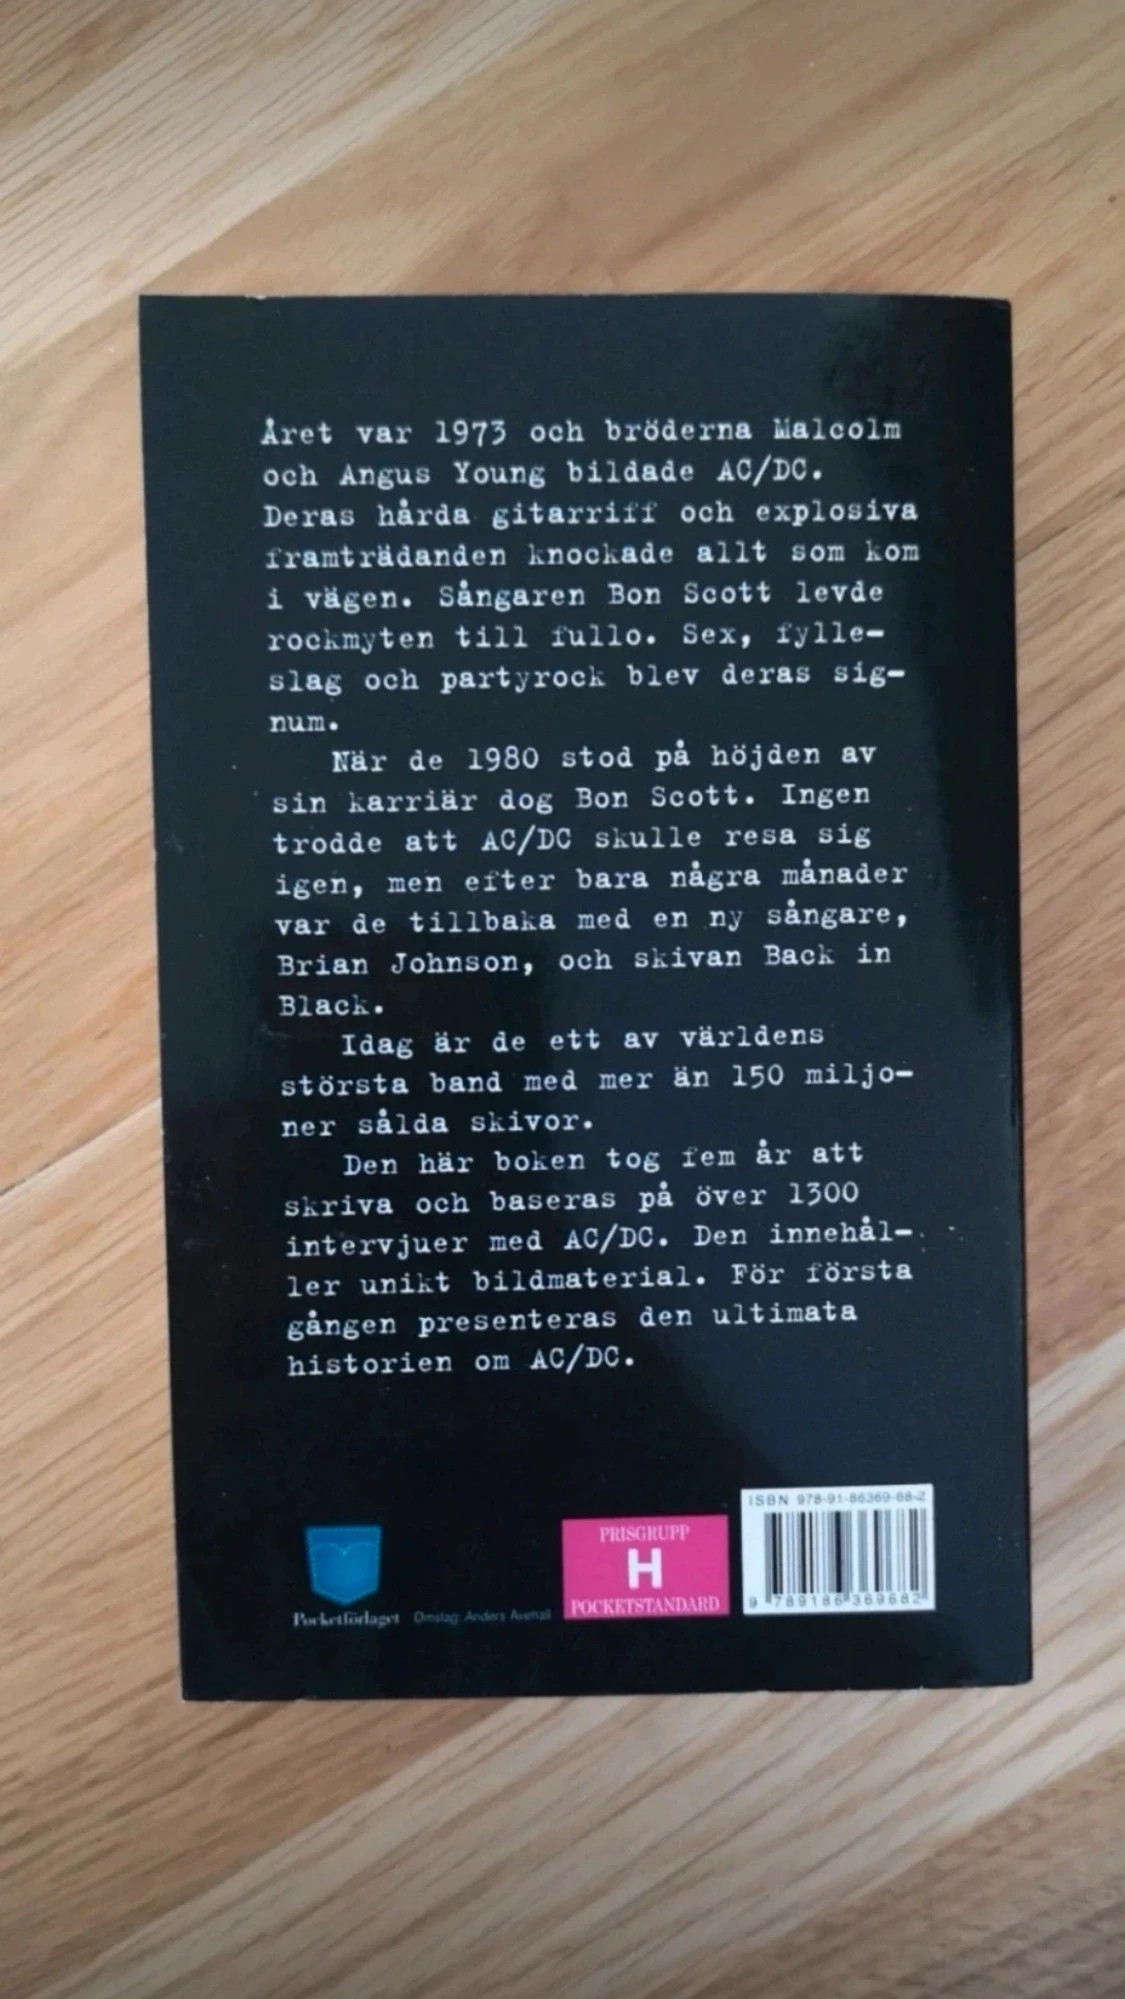 Året var 1973 och bröderna Malcolm
och Angus Young bildade AC/DC.
Deras hårda gitarriff och explosiva
framträdanden knockade allt som kom
i vägen. Sångaren Bon Scott levde
rockmyten till fullo. Sex, fylle-
slag och partyrock blev deras sig-
num.
När de 1980 stod på höjden av
sin karriär dog Bon Scott. Ingen
trodde att AC/DC skulle resa sig
igen, men efter bara några månader
var de tillbaka med en ny sångare,
Brian Johnson, och skivan Back in
Black.
Idag är de ett av världens
största band med mer än 150 miljo-
ner sålda skivor.
Den här boken tog fem år att
skriva och baseras på över 1300
intervjuer med AC/DC. Den innehål-
ler unikt bildmaterial. För första
gången presenteras den ultimata
historien om AC/DC.
Pocketförlaget
Omslag: Anders Avehall
PRISGRUPP
H
POCKETSTANDARD
ISBN 978-91-86369-68-2
9 789186 369682